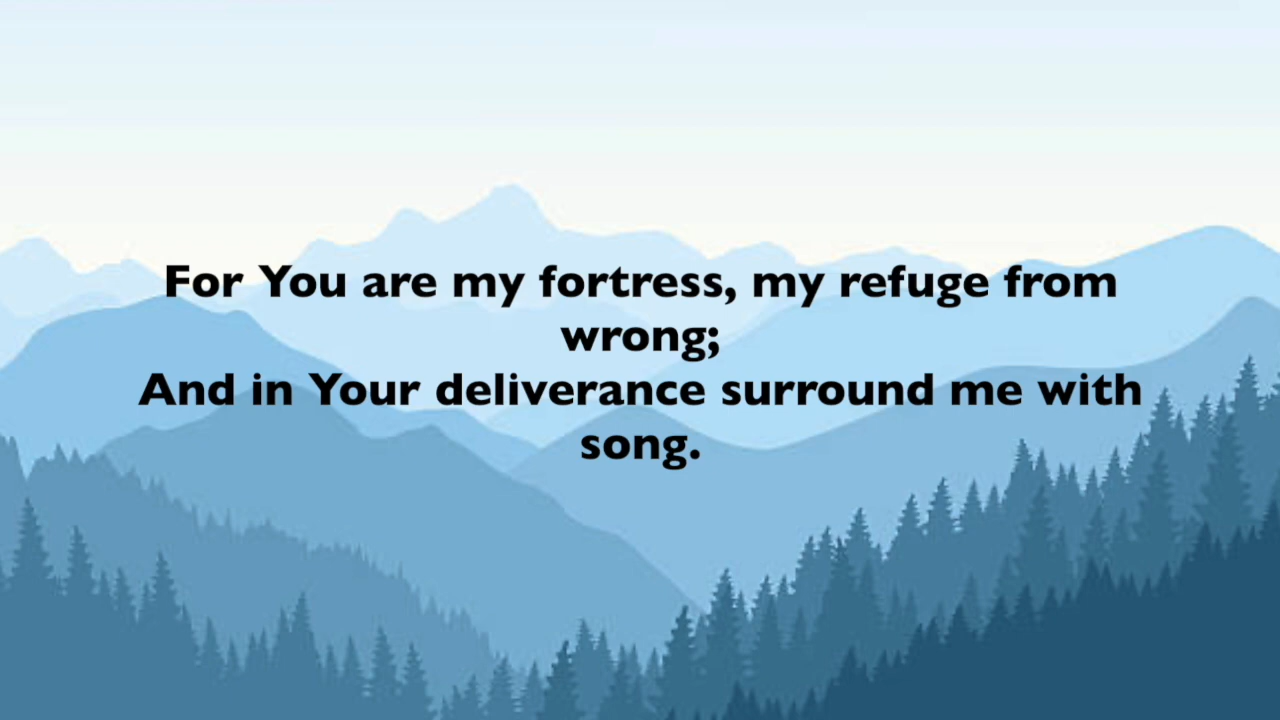 For You are my fortress, my refuge from
wrong;
And in Your deliverance surround me with
song.